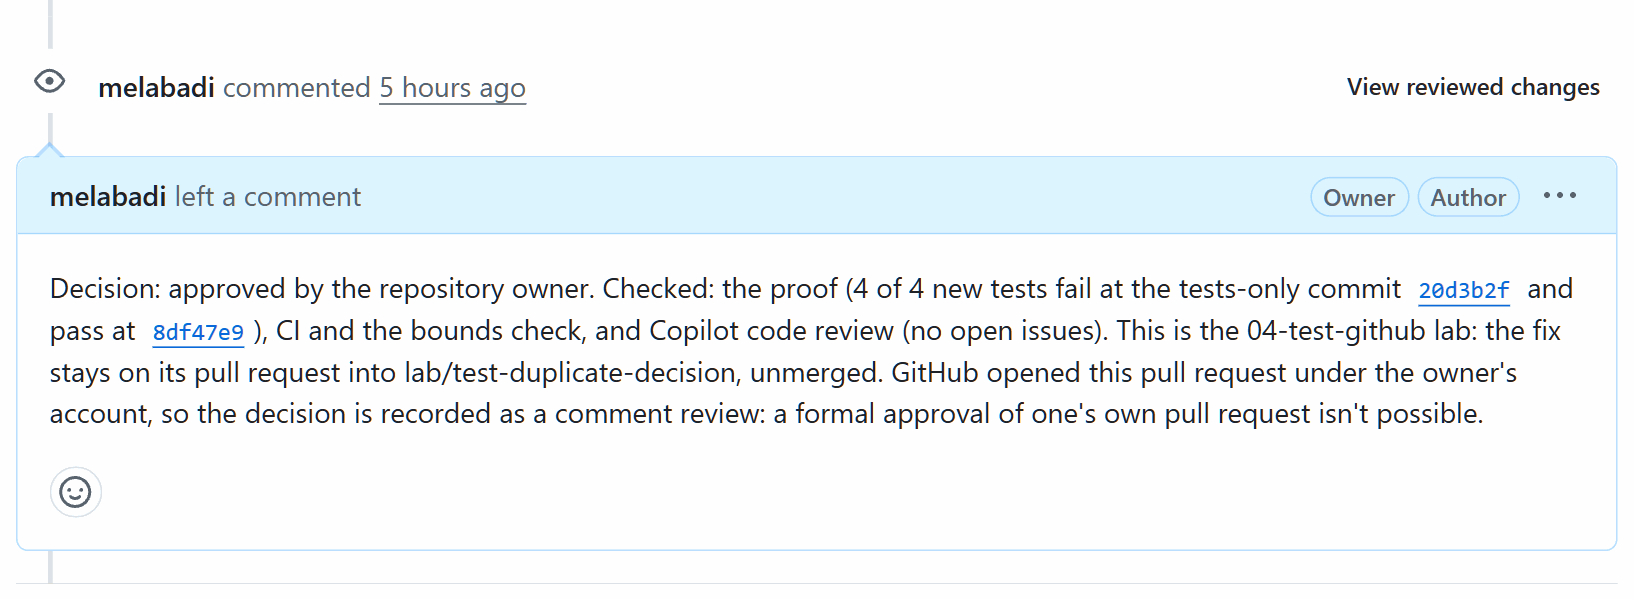 melabadi commented 5 hours ago
View reviewed changes
melabadi left a comment
Owner
Author
Decision: approved by the repository owner. Checked: the proof (4 of 4 new tests fail at the tests-only commit 20d3b2f and
pass at 8df47e9 ), CI and the bounds check, and Copilot code review (no open issues). This is the 04-test-github lab: the fix
stays on its pull request into lab/test-duplicate-decision, unmerged. GitHub opened this pull request under the owner's
account, so the decision is recorded as a comment review: a formal approval of one's own pull request isn't possible.